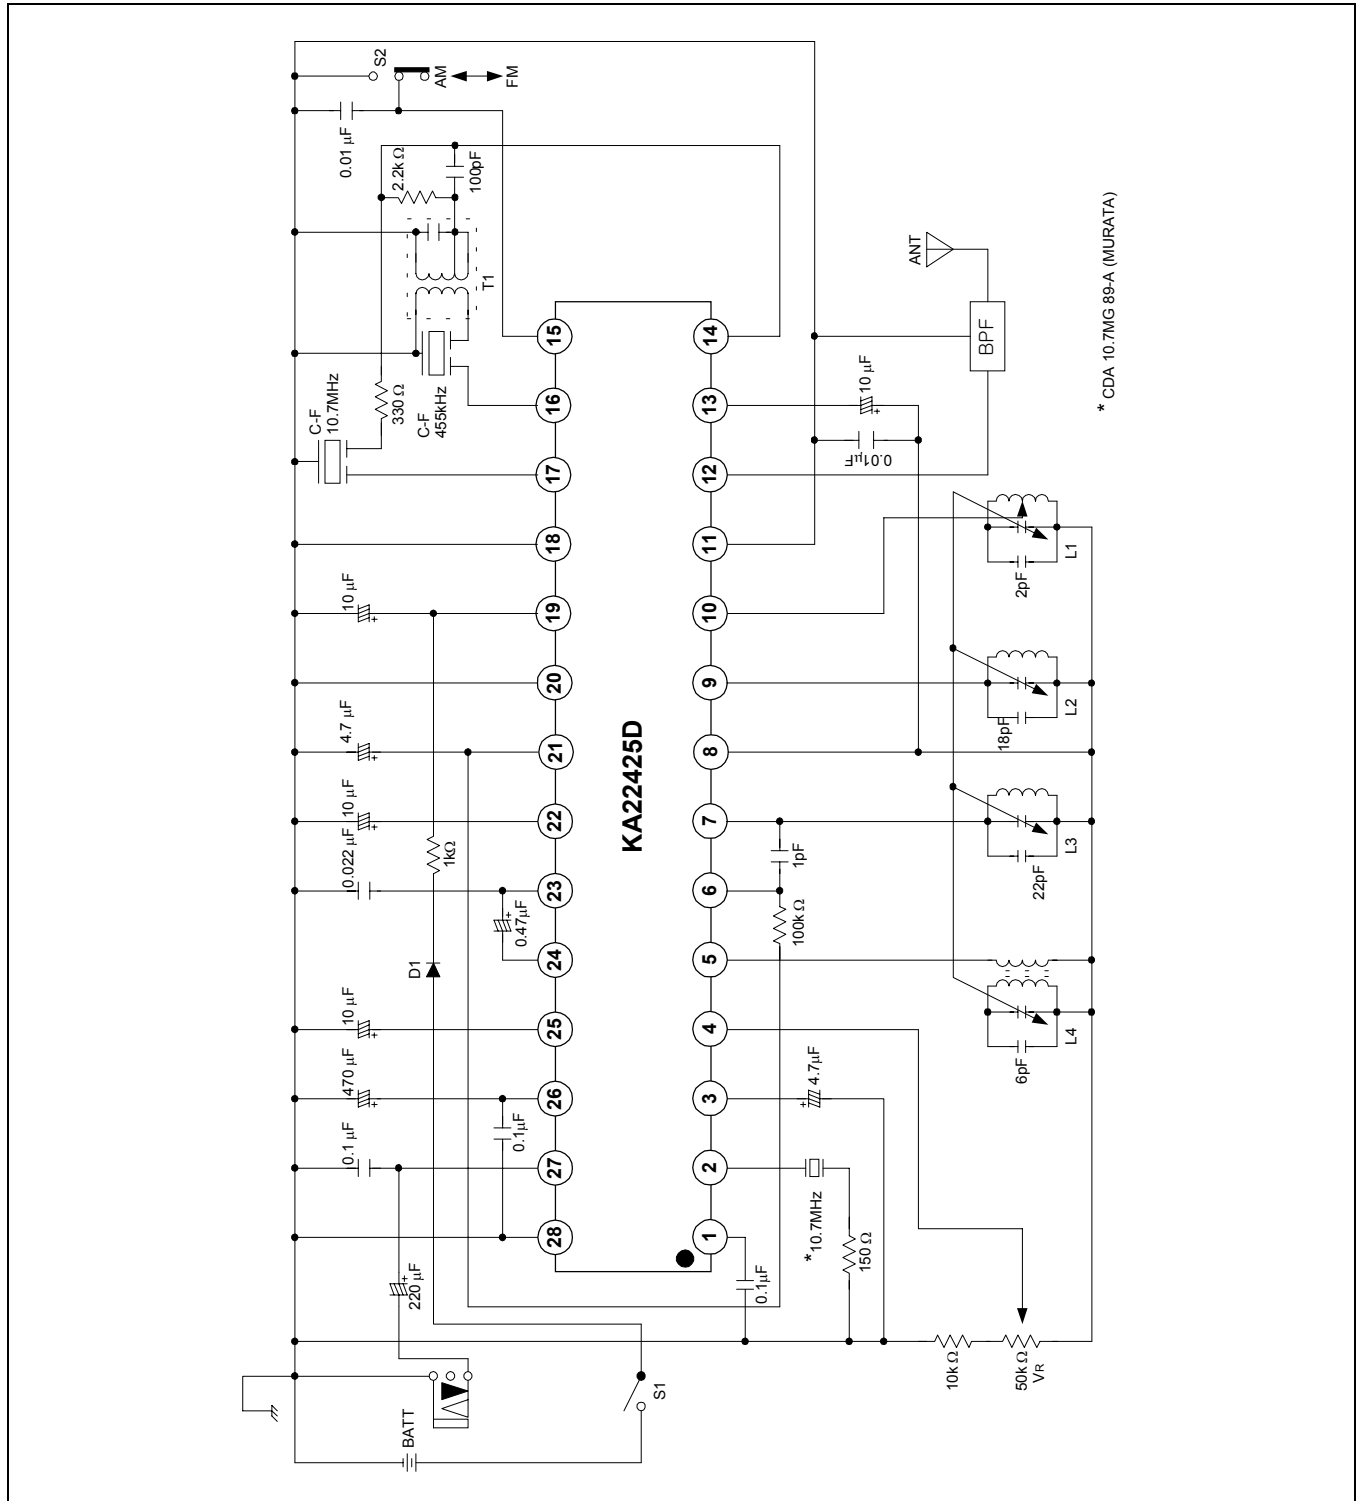 S2
AM
FM
0.01 µF
2.2k Ω
100pF
T1
C-F
10.7MHz
330 Ω
C-F
455kHz
10 µF
4.7 µF
10 µF
0.022 µF
0.47µF
1kΩ
D1
10 µF
470 µF
0.1µF
0.1 µF
220 µF
BATT
S1
15
16
17
18
19
20
21
22
23
24
25
26
27
28
KA22425D
14
13
12
11
10
9
8
7
6
5
4
3
2
1
ANT
BPF
10 µF
0.01µF
1pF
100k Ω
4.7µF
*10.7MHz
150 Ω
0.1µF
10k Ω
50k Ω
VR
2pF
L1
18pF
L2
22pF
L3
6pF
L4
* CDA 10.7MG 89-A (MURATA)
+
+
+
+
+
+
+
+
+